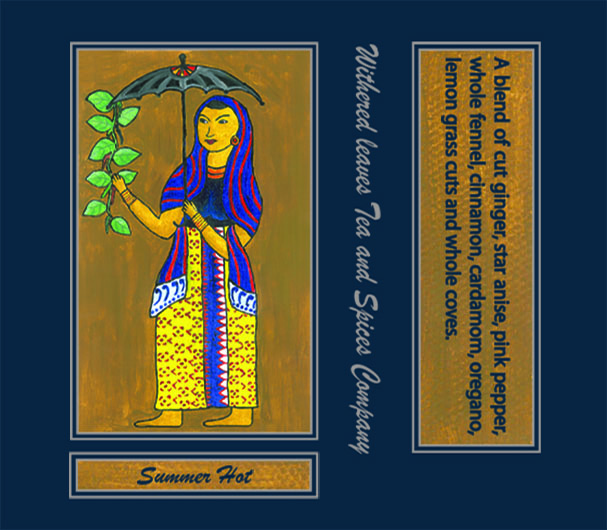 Summer Hot
Withered leaves Tea and Spices Company
A blend of cut ginger, star anise, pink pepper,
whole fennel, cinnamon, cardamom, oregano,
lemon grass cuts and whole coves.